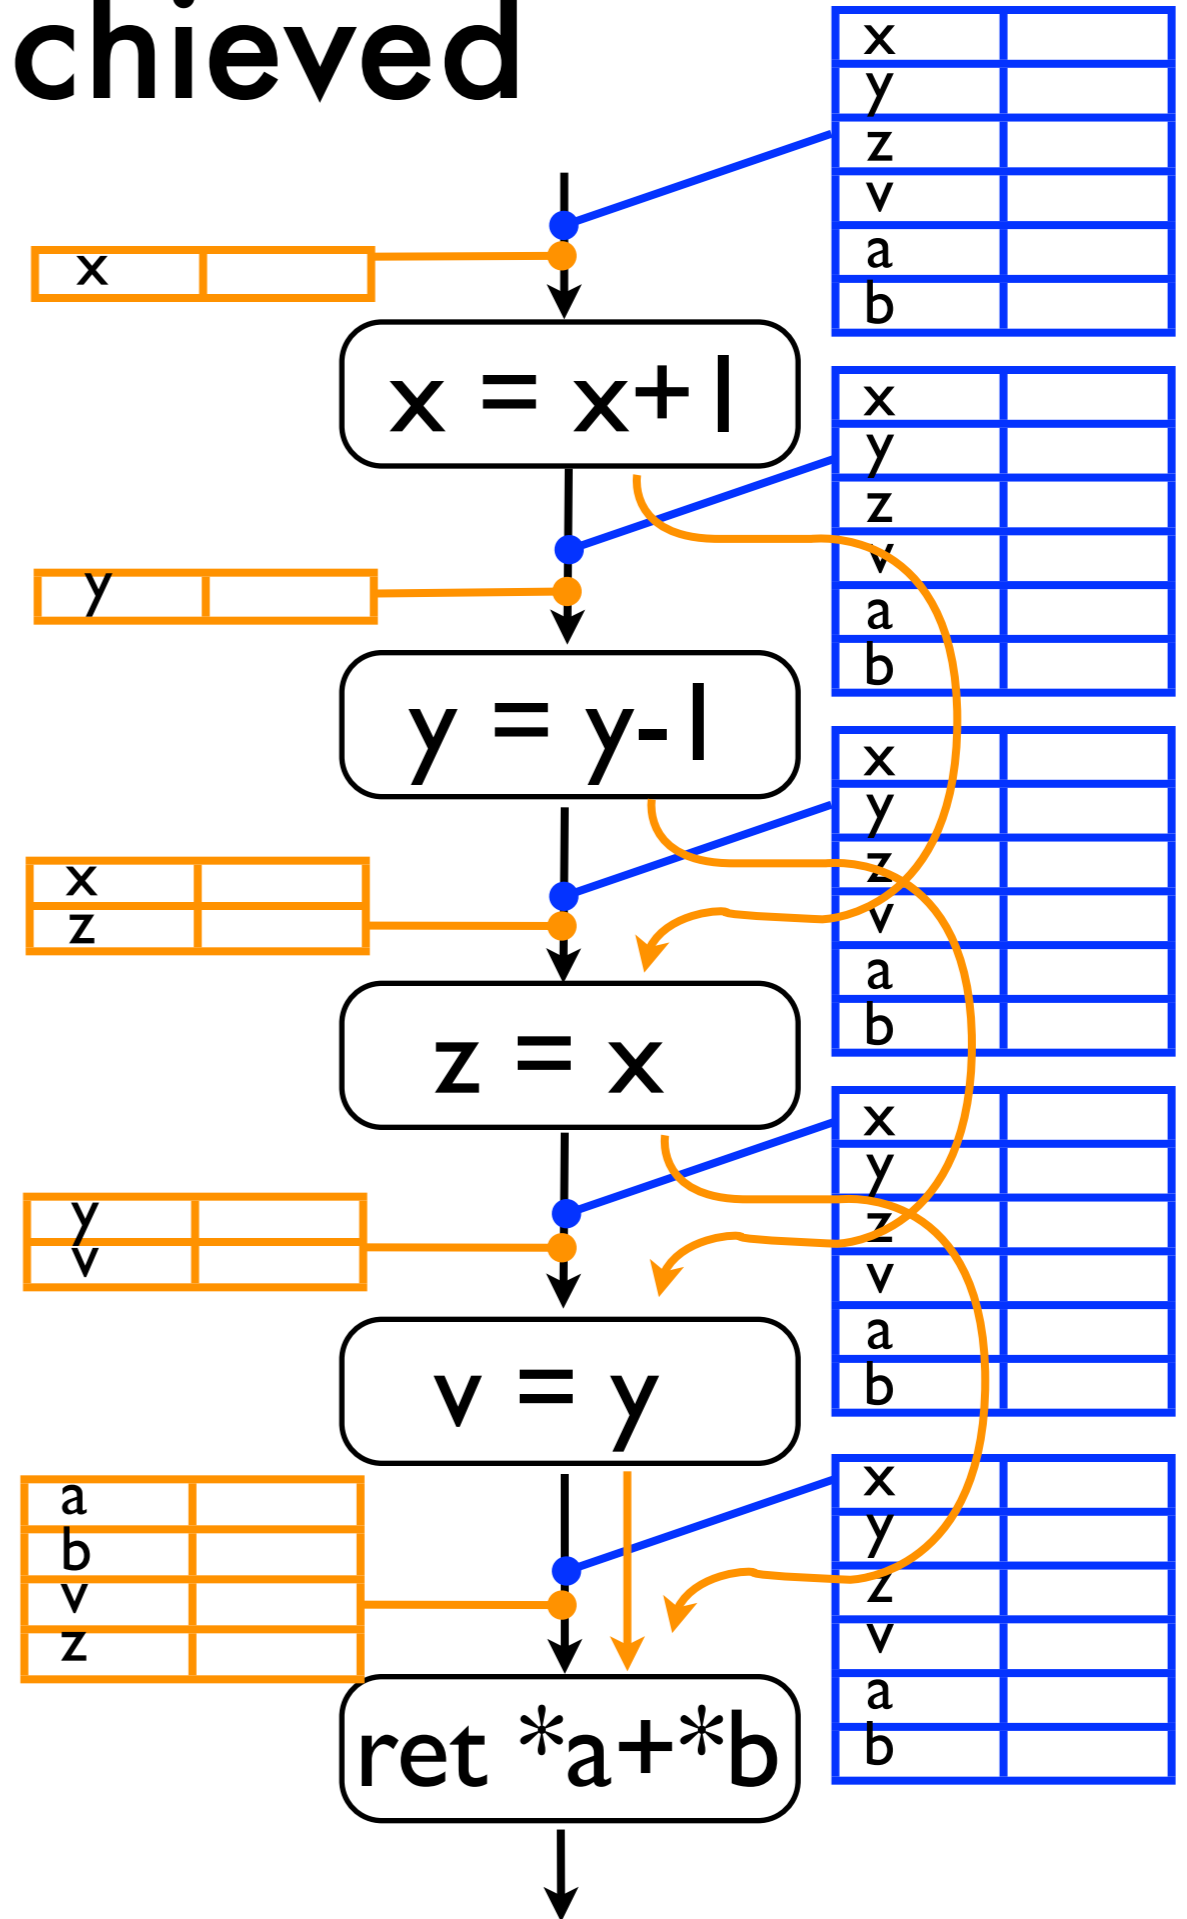 chieved
x
y
z
v
a
b
x
x = x+1
x
y
z
v
a
b
y
y = y-1
x
y
z
v
a
b
x
z
z = x
x
y
z
v
a
b
y
v
v = y
x
y
z
v
a
b
a
b
v
z
ret *a+*b